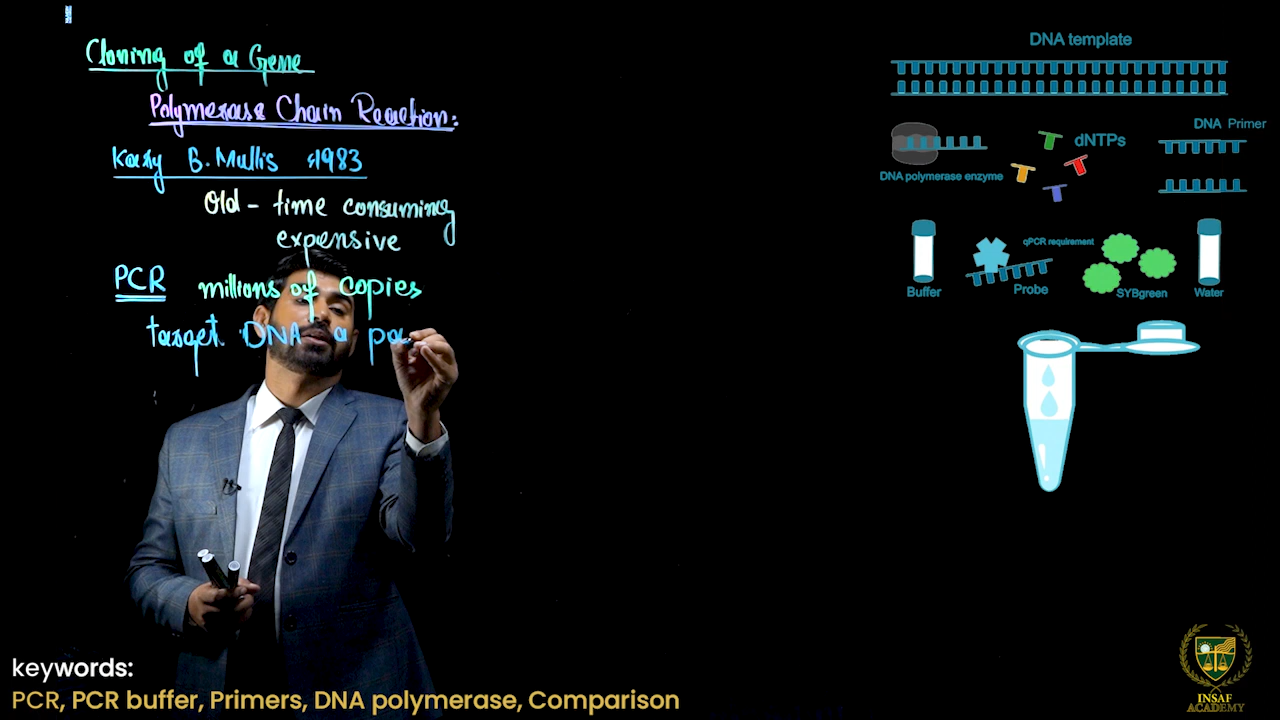 Cloning of a Gene
Polymerase Chain Reaction:
Kary B. Mullis 1983
Old - time consuming
expensive
PCR millions of copies
target DNA a pa
DNA template
dNTPs
DNA Primer
DNA polymerase enzyme
qPCR requirement
Buffer
Probe
SYBgreen
Water
keywords:
PCR, PCR buffer, Primers, DNA polymerase, Comparison
INSAF
ACADEMY